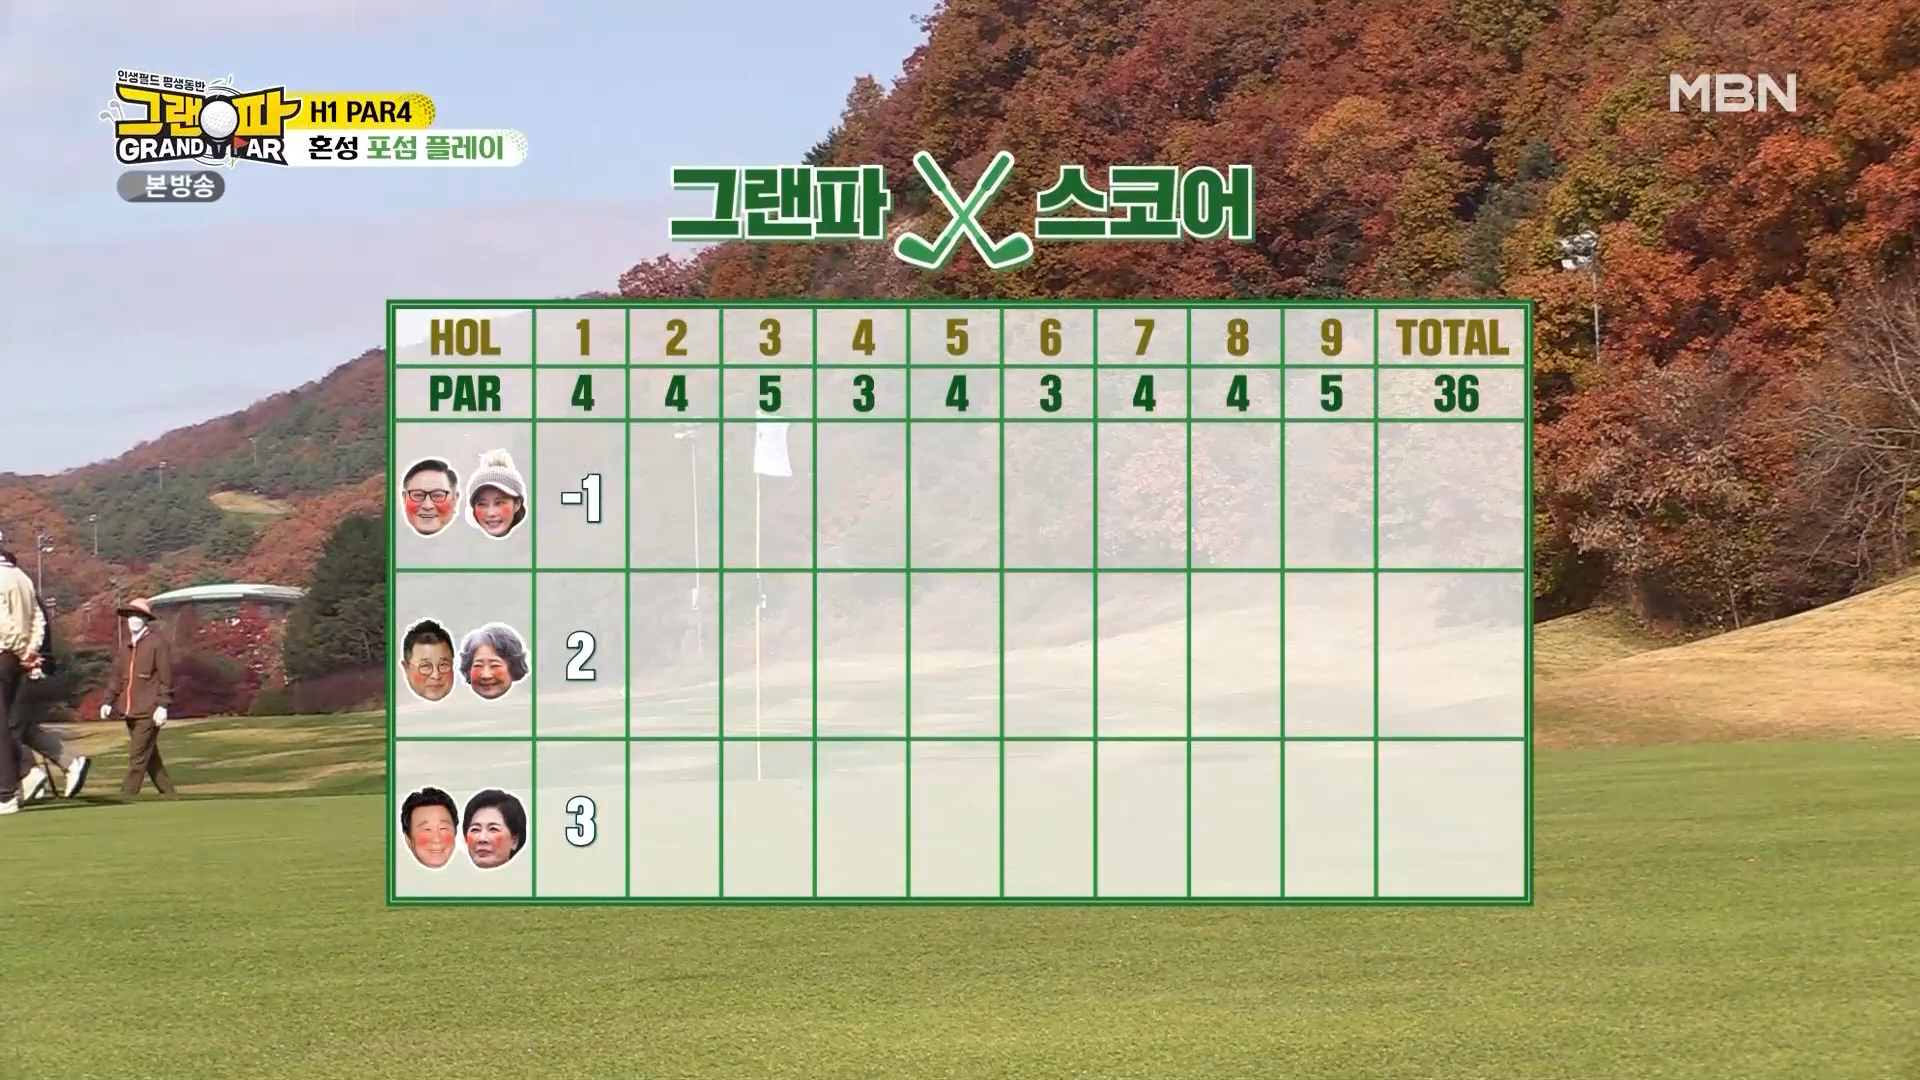 인생필드 평생동반
그랜파
GRANDPAR
H1 PAR4
혼성 포섬 플레이
본방송
MBN
그랜파 스코어
HOL 1 2 3 4 5 6 7 8 9 TOTAL
PAR 4 4 5 3 4 3 4 4 5 36
-1
2
3